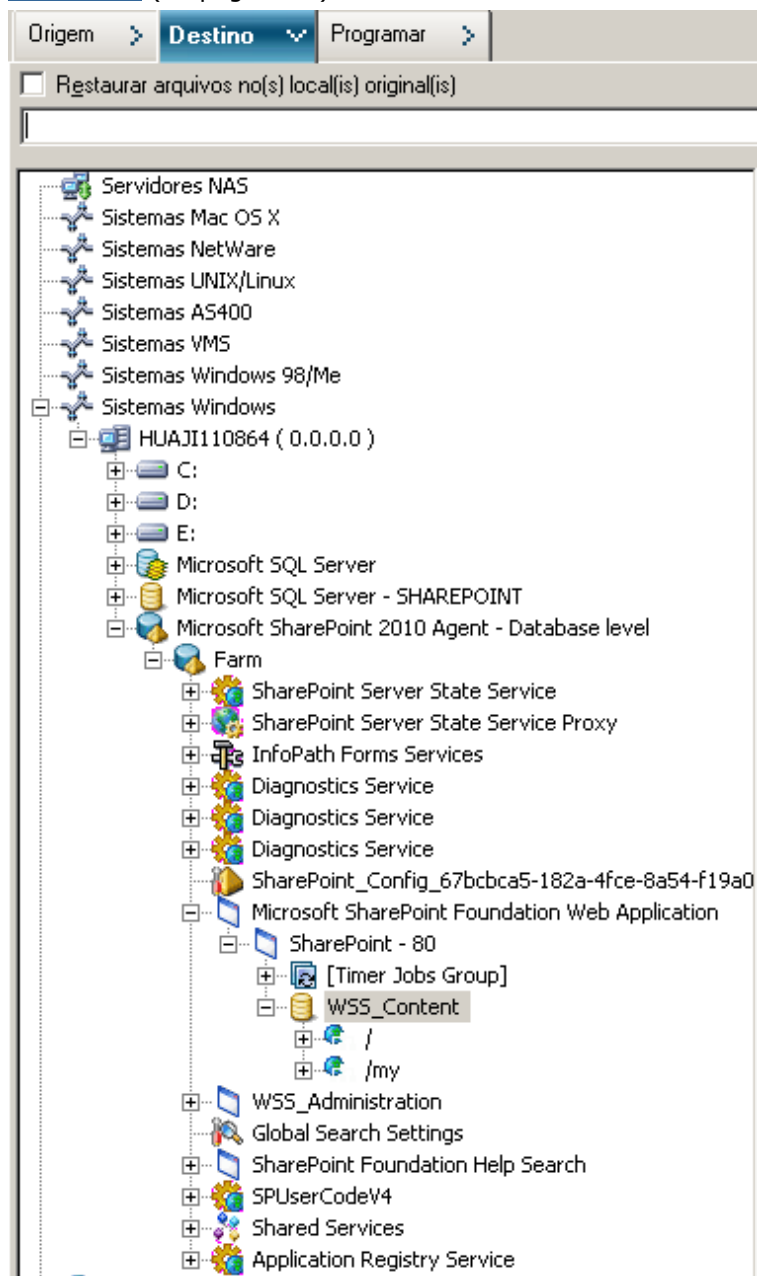 Origem > Destino Programar >
Restaurar arquivos no(s) local(is) original(is)
Servidores NAS
Sistemas Mac OS X
Sistemas NetWare
Sistemas UNIX/Linux
Sistemas AS400
Sistemas VMS
Sistemas Windows 98/Me
Sistemas Windows
HUAJI110864 ( 0.0.0.0 )
C:
D:
E:
Microsoft SQL Server
Microsoft SQL Server - SHAREPOINT
Microsoft SharePoint 2010 Agent - Database level
Farm
SharePoint Server State Service
SharePoint Server State Service Proxy
InfoPath Forms Services
Diagnostics Service
Diagnostics Service
Diagnostics Service
SharePoint_Config_67bcbca5-182a-4fce-8a54-f19a0
Microsoft SharePoint Foundation Web Application
SharePoint - 80
[Timer Jobs Group]
WSS_Content
/
/my
WSS_Administration
Global Search Settings
SharePoint Foundation Help Search
SPUserCodeV4
Shared Services
Application Registry Service